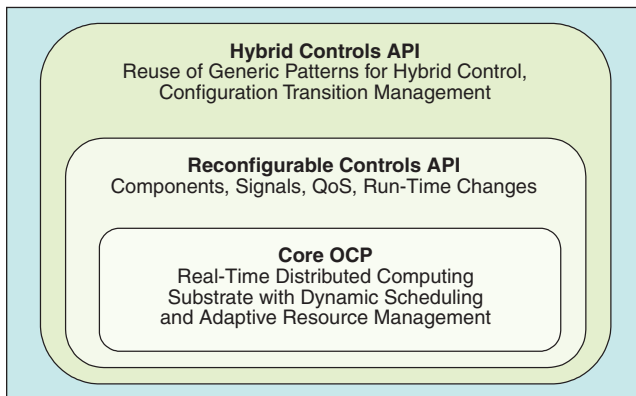 Hybrid Controls API
Reuse of Generic Patterns for Hybrid Control,
Configuration Transition Management
Reconfigurable Controls API
Components, Signals, QoS, Run-Time Changes
Core OCP
Real-Time Distributed Computing
Substrate with Dynamic Scheduling
and Adaptive Resource Management